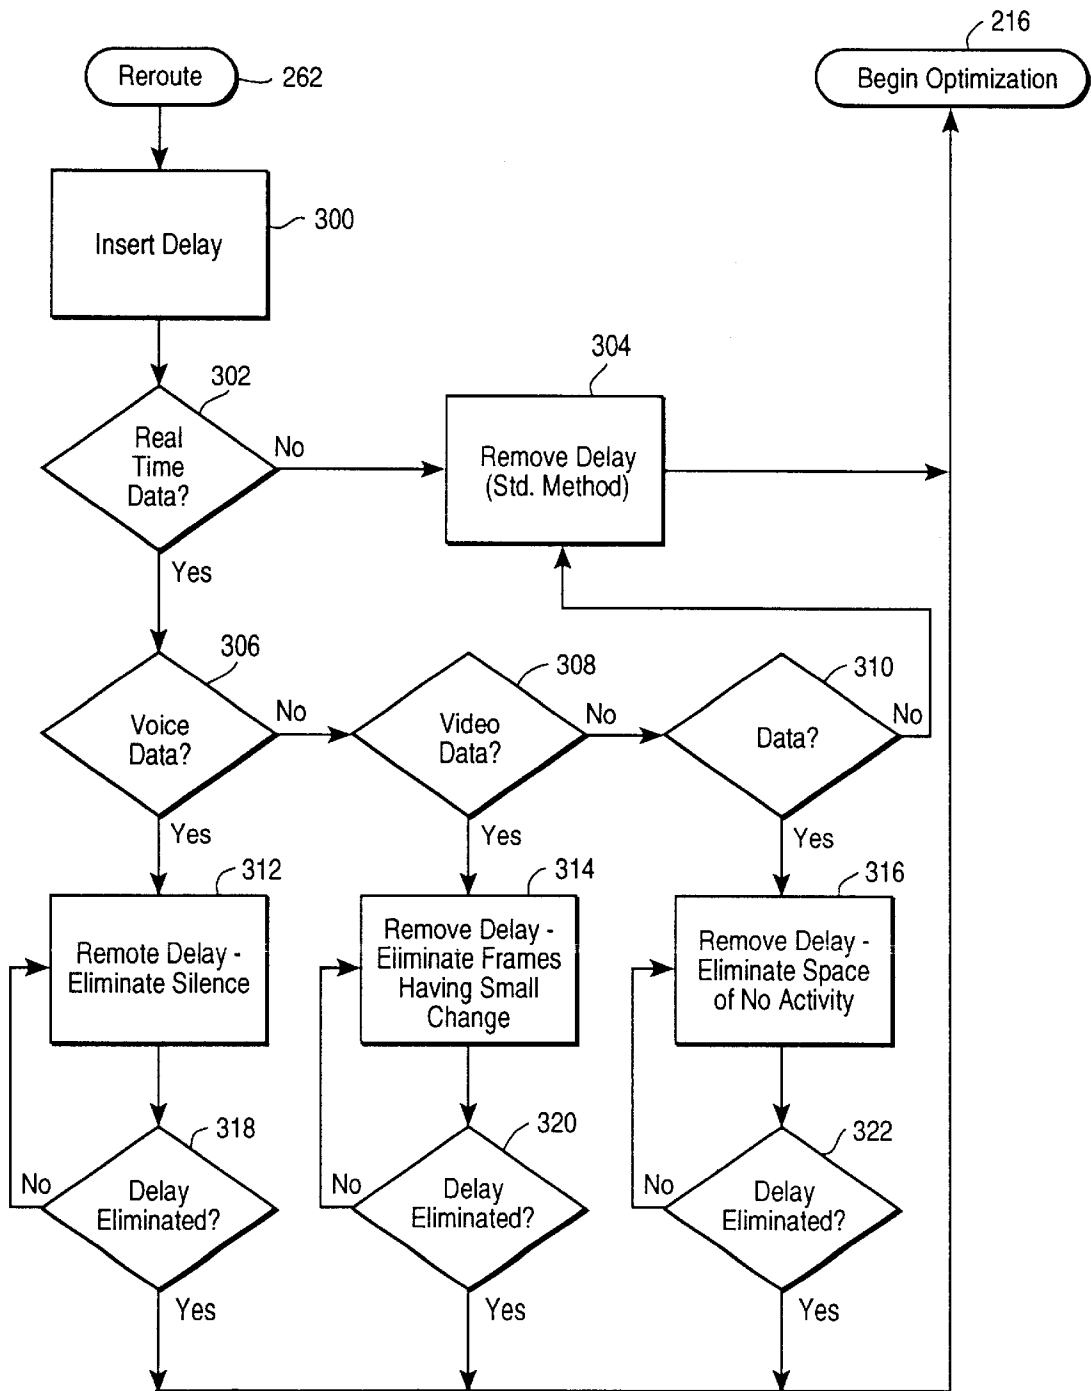 216
Reroute
262
Begin Optimization
300
Insert Delay
302
304
Real
Time
Data?
No
Remove Delay
(Std. Method)
Yes
306
308
310
Voice
Data?
No
Video
Data?
No
Data?
No
Yes
Yes
Yes
312
314
316
Remote Delay -
Eliminate Silence
Remove Delay -
Eliminate Frames
Having Small
Change
Remove Delay -
Eliminate Space
of No Activity
318
320
322
No
Delay
Eliminated?
No
Delay
Eliminated?
No
Delay
Eliminated?
Yes
Yes
Yes